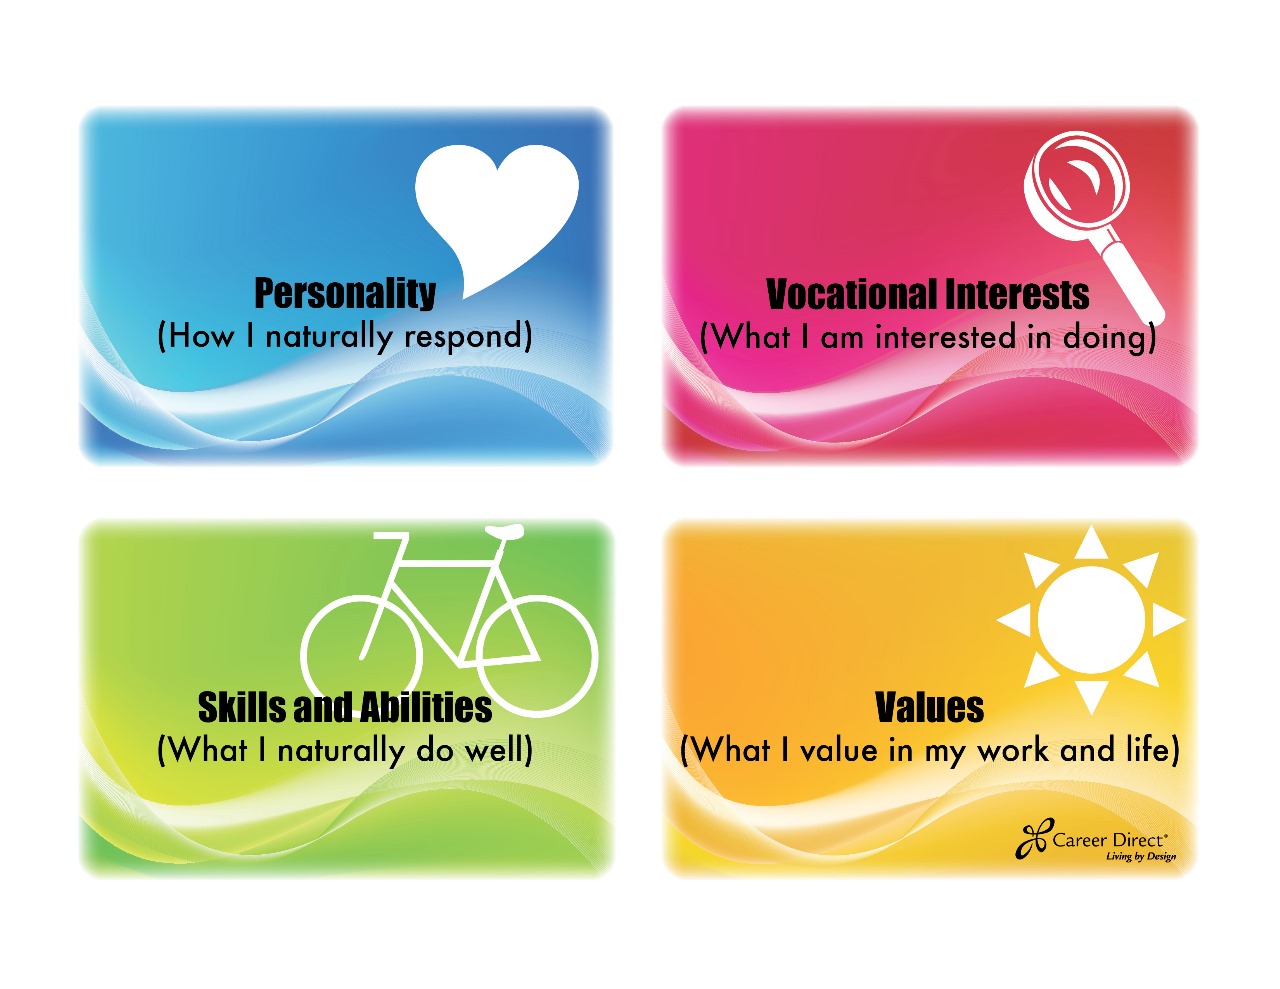 Personality
(How I naturally respond)
Vocational Interests
(What I am interested in doing)
Skills and Abilities
(What I naturally do well)
Values
(What I value in my work and life)
Career Direct®
Living by Design